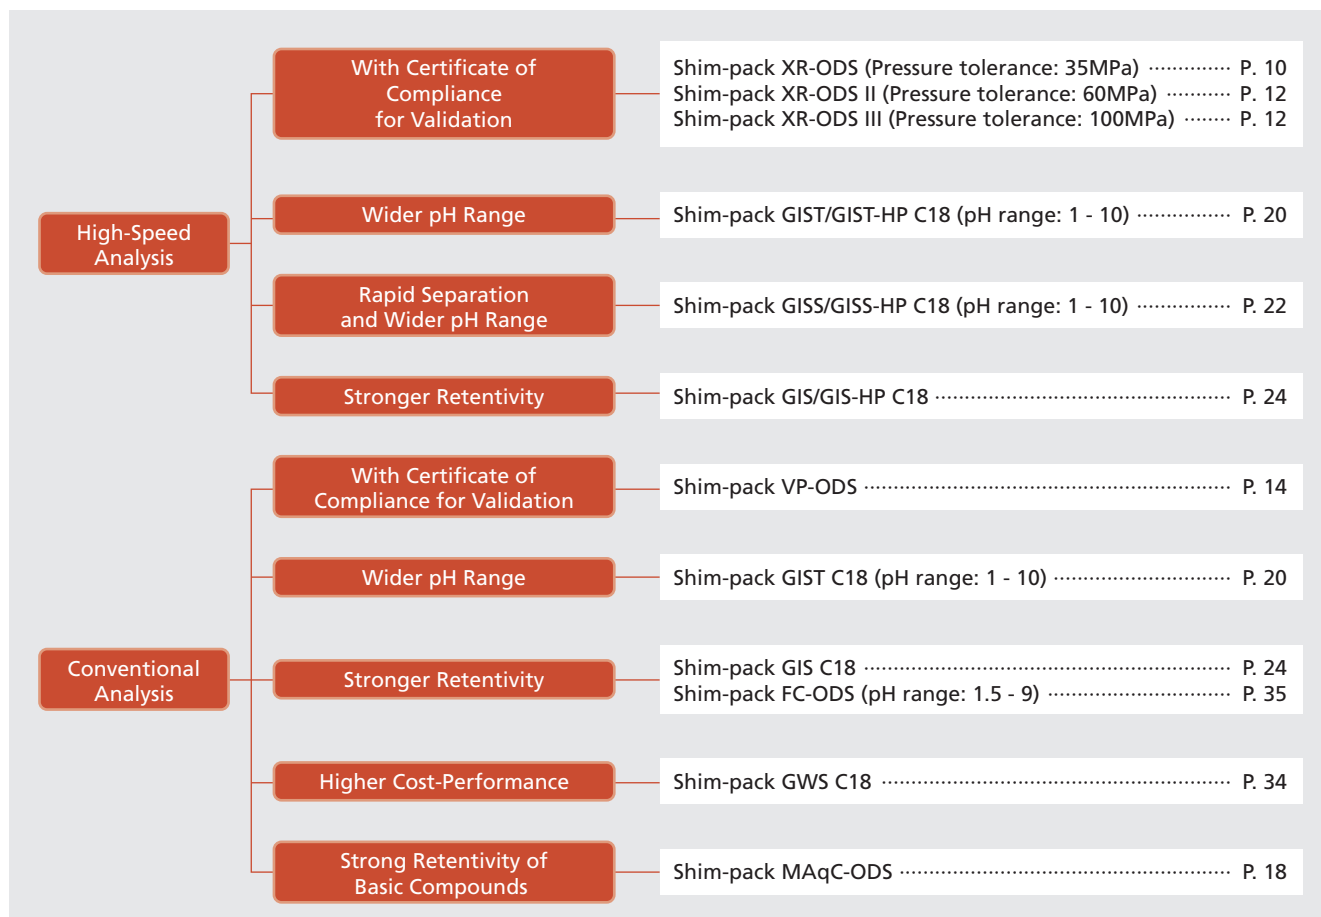 High-Speed
Analysis
With Certificate of
Compliance
for Validation
Shim-pack XR-ODS (Pressure tolerance: 35MPa) ·············· P. 10
Shim-pack XR-ODS II (Pressure tolerance: 60MPa) ··········· P. 12
Shim-pack XR-ODS III (Pressure tolerance: 100MPa) ········ P. 12
Wider pH Range
Shim-pack GIST/GIST-HP C18 (pH range: 1 - 10) ················ P. 20
Rapid Separation
and Wider pH Range
Shim-pack GISS/GISS-HP C18 (pH range: 1 - 10) ················ P. 22
Stronger Retentivity
Shim-pack GIS/GIS-HP C18 ·················································· P. 24
Conventional
Analysis
With Certificate of
Compliance for Validation
Shim-pack VP-ODS ······························································ P. 14
Wider pH Range
Shim-pack GIST C18 (pH range: 1 - 10) ······························ P. 20
Stronger Retentivity
Shim-pack GIS C18 ······························································ P. 24
Shim-pack FC-ODS (pH range: 1.5 - 9) ······························· P. 35
Higher Cost-Performance
Shim-pack GWS C18 ··························································· P. 34
Strong Retentivity of
Basic Compounds
Shim-pack MAqC-ODS ························································ P. 18